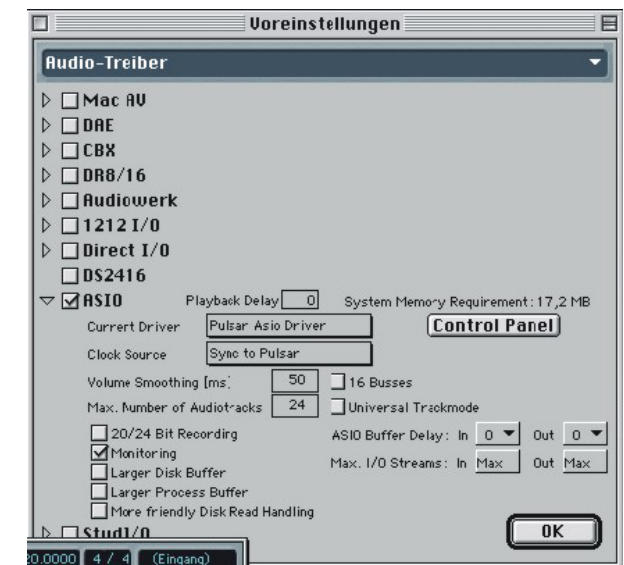 Voreinstellungen
Audio-Treiber
Mac AV
DAE
CBX
DR8/16
Audiowerk
1212 I/O
Direct I/O
DS2416
ASIO Playback Delay 0 System Memory Requirement: 17,2 MB
Current Driver Pulsar Asio Driver Control Panel
Clock Source Sync to Pulsar
Volume Smoothing [ms] 50 16 Busses
Max. Number of Audiotracks 24 Universal Trackmode
20/24 Bit Recording ASIO Buffer Delay: In 0 Out 0
Monitoring
Max. I/O Streams: In Max Out Max
Larger Disk Buffer
Larger Process Buffer
More friendly Disk Read Handling
StudI/O
OK
20.0000 4 / 4 (Eingang)